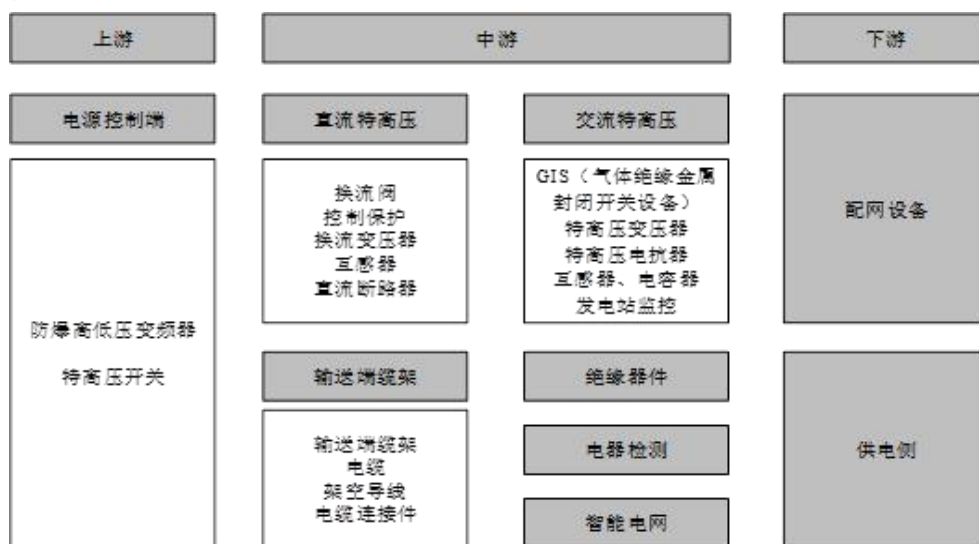 上游
中游
下游
电源控制端
直流特高压
交流特高压
防爆高低压变频器
特高压开关
换流阀
控制保护
换流变压器
互感器
直流断路器
GIS（气体绝缘金属
封闭开关设备）
特高压变压器
特高压电抗器
互感器、电容器
发电站监控
配网设备
输送端缆架
输送端缆架
电缆
架空导线
电缆连接件
绝缘器件
电器检测
智能电网
供电侧